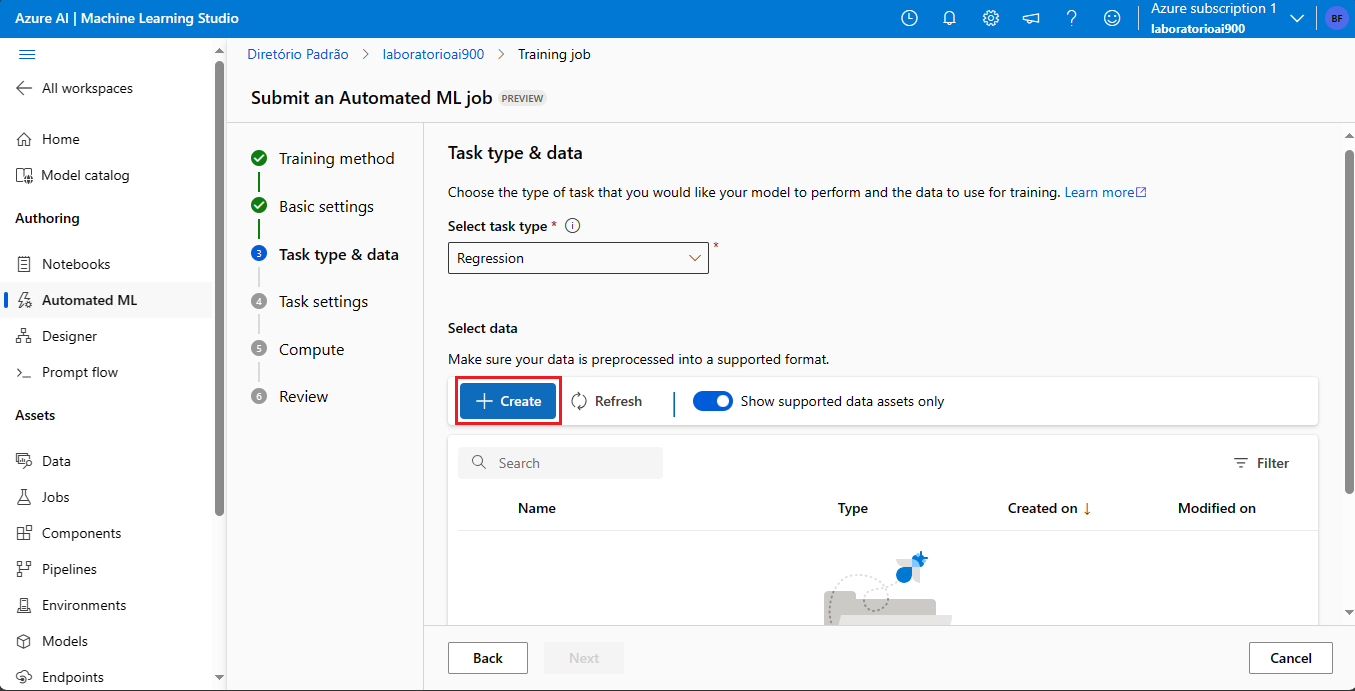 Azure AI | Machine Learning Studio
Azure subscription 1
laboratorioai900
BF
All workspaces
Home
Model catalog
Authoring
Notebooks
Automated ML
Designer
Prompt flow
Assets
Data
Jobs
Components
Pipelines
Environments
Models
Endpoints
Diretório Padrão > laboratorioai900 > Training job
Submit an Automated ML job PREVIEW
Training method
Basic settings
3 Task type & data
4 Task settings
5 Compute
6 Review
Task type & data
Choose the type of task that you would like your model to perform and the data to use for training. Learn more
Select task type *
Regression *
Select data
Make sure your data is preprocessed into a supported format.
+ Create Refresh Show supported data assets only
Search Filter
Name Type Created on ↓ Modified on
Back Next Cancel